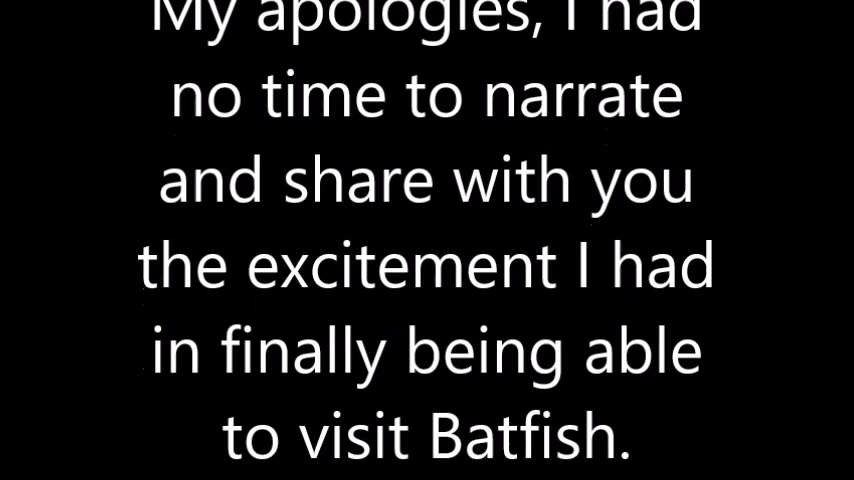 My apologies, I had
no time to narrate
and share with you
the excitement I had
in finally being able
to visit Batfish.